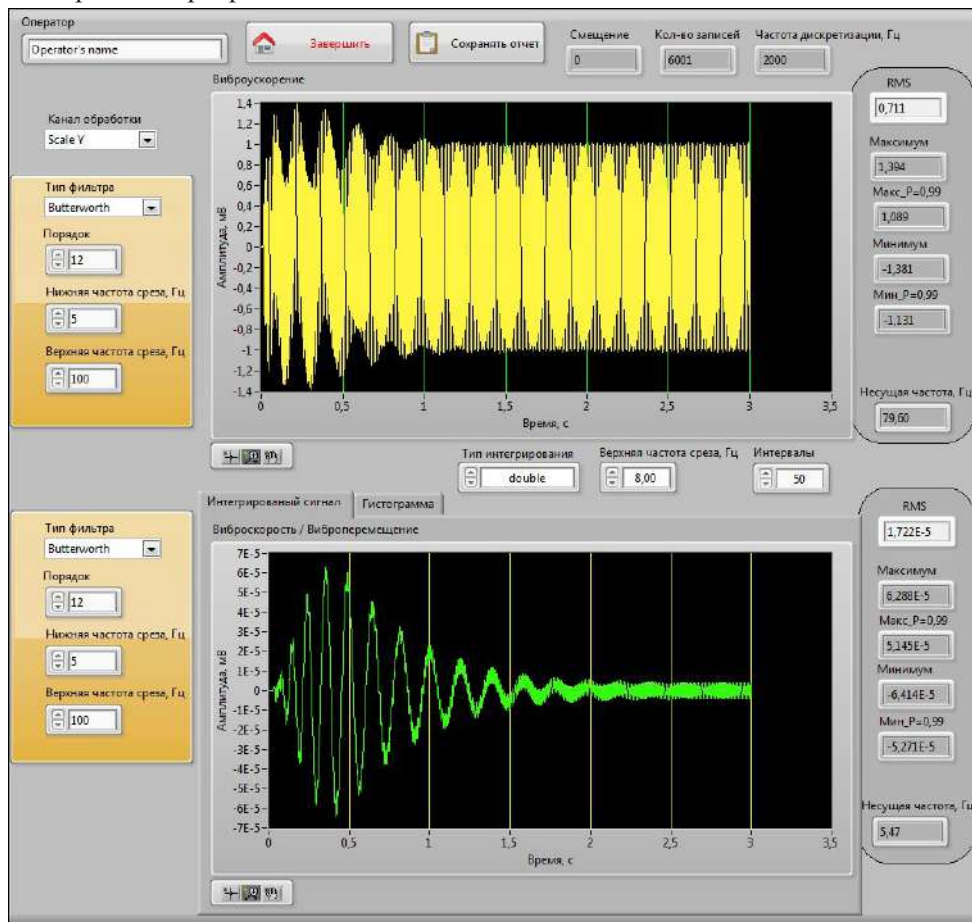 Оператор
Operator's name
Завершить
Сохранять отчет
Смещение
0
Кол-во записей
6001
Частота дискретизации, Гц
2000
Канал обработки
Scale Y
Тип фильтра
Butterworth
Порядок
12
Нижняя частота среза, Гц
5
Верхняя частота среза, Гц
100
Виброускорение
Амплитуда, мВ
1,4
1,2
1
0,8
0,6
0,4
0,2
0
-0,2
-0,4
-0,6
-0,8
-1
-1,2
-1,4
0 0,5 1 1,5 2 2,5 3 3,5
Время, с
RMS
0,711
Максимум
1,394
Макс_P=0,99
1,089
Минимум
-1,381
Мин_P=0,99
-1,131
Несущая частота, Гц
79,60
Тип интегрирования
double
Верхняя частота среза, Гц
8,00
Интервалы
50
Тип фильтра
Butterworth
Порядок
12
Нижняя частота среза, Гц
5
Верхняя частота среза, Гц
100
Интегрированый сигнал
Гистограмма
Виброскорость / Виброперемещение
Амплитуда, мВ
7E-5
6E-5
5E-5
4E-5
3E-5
2E-5
1E-5
0
-1E-5
-2E-5
-3E-5
-4E-5
-5E-5
-6E-5
-7E-5
0 0,5 1 1,5 2 2,5 3 3,5
Время, с
RMS
1,722E-5
Максимум
6,288E-5
Макс_P=0,99
5,145E-5
Минимум
-6,414E-5
Мин_P=0,99
-5,271E-5
Несущая частота, Гц
5,47